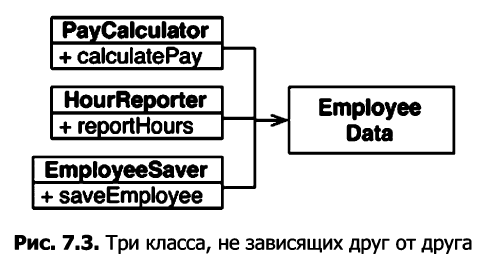 PayCalculator
+ calculatePay
HourReporter
+ reportHours
EmployeeSaver
+ saveEmployee
Employee
Data
Рис. 7.3. Три класса, не зависящих друг от друга